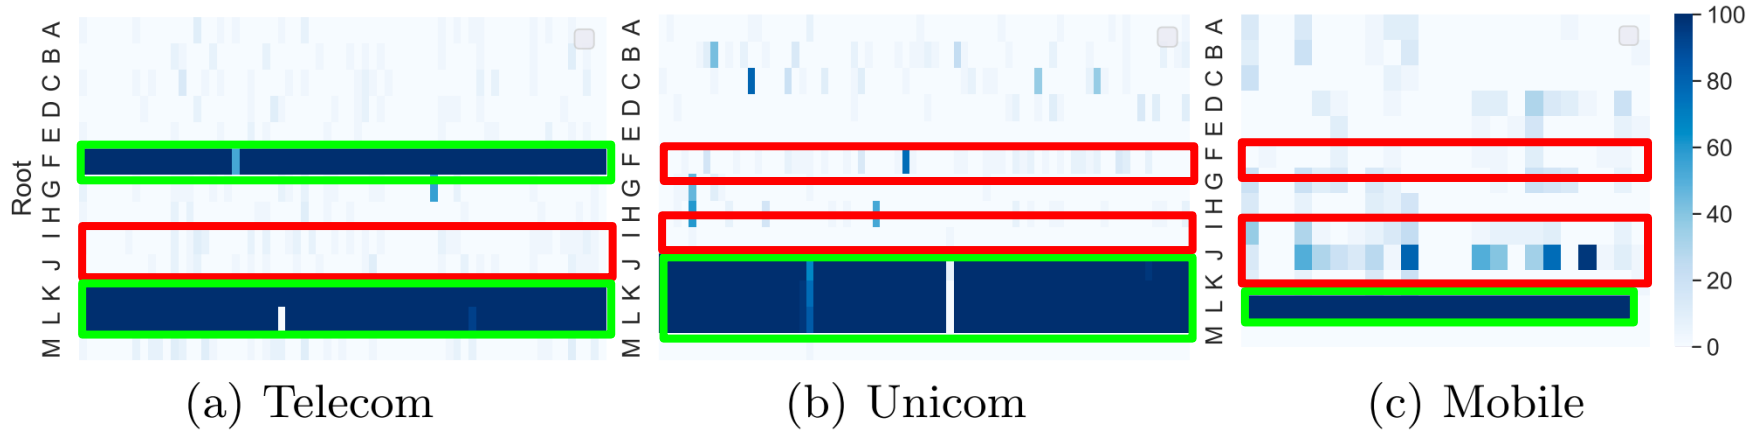 Root
A
B
C
D
E
F
G
H
I
J
K
L
M
A
B
C
D
E
F
G
H
I
J
K
L
M
A
B
C
D
E
F
G
H
I
J
K
L
M
100
80
60
40
20
0
(a) Telecom
(b) Unicom
(c) Mobile